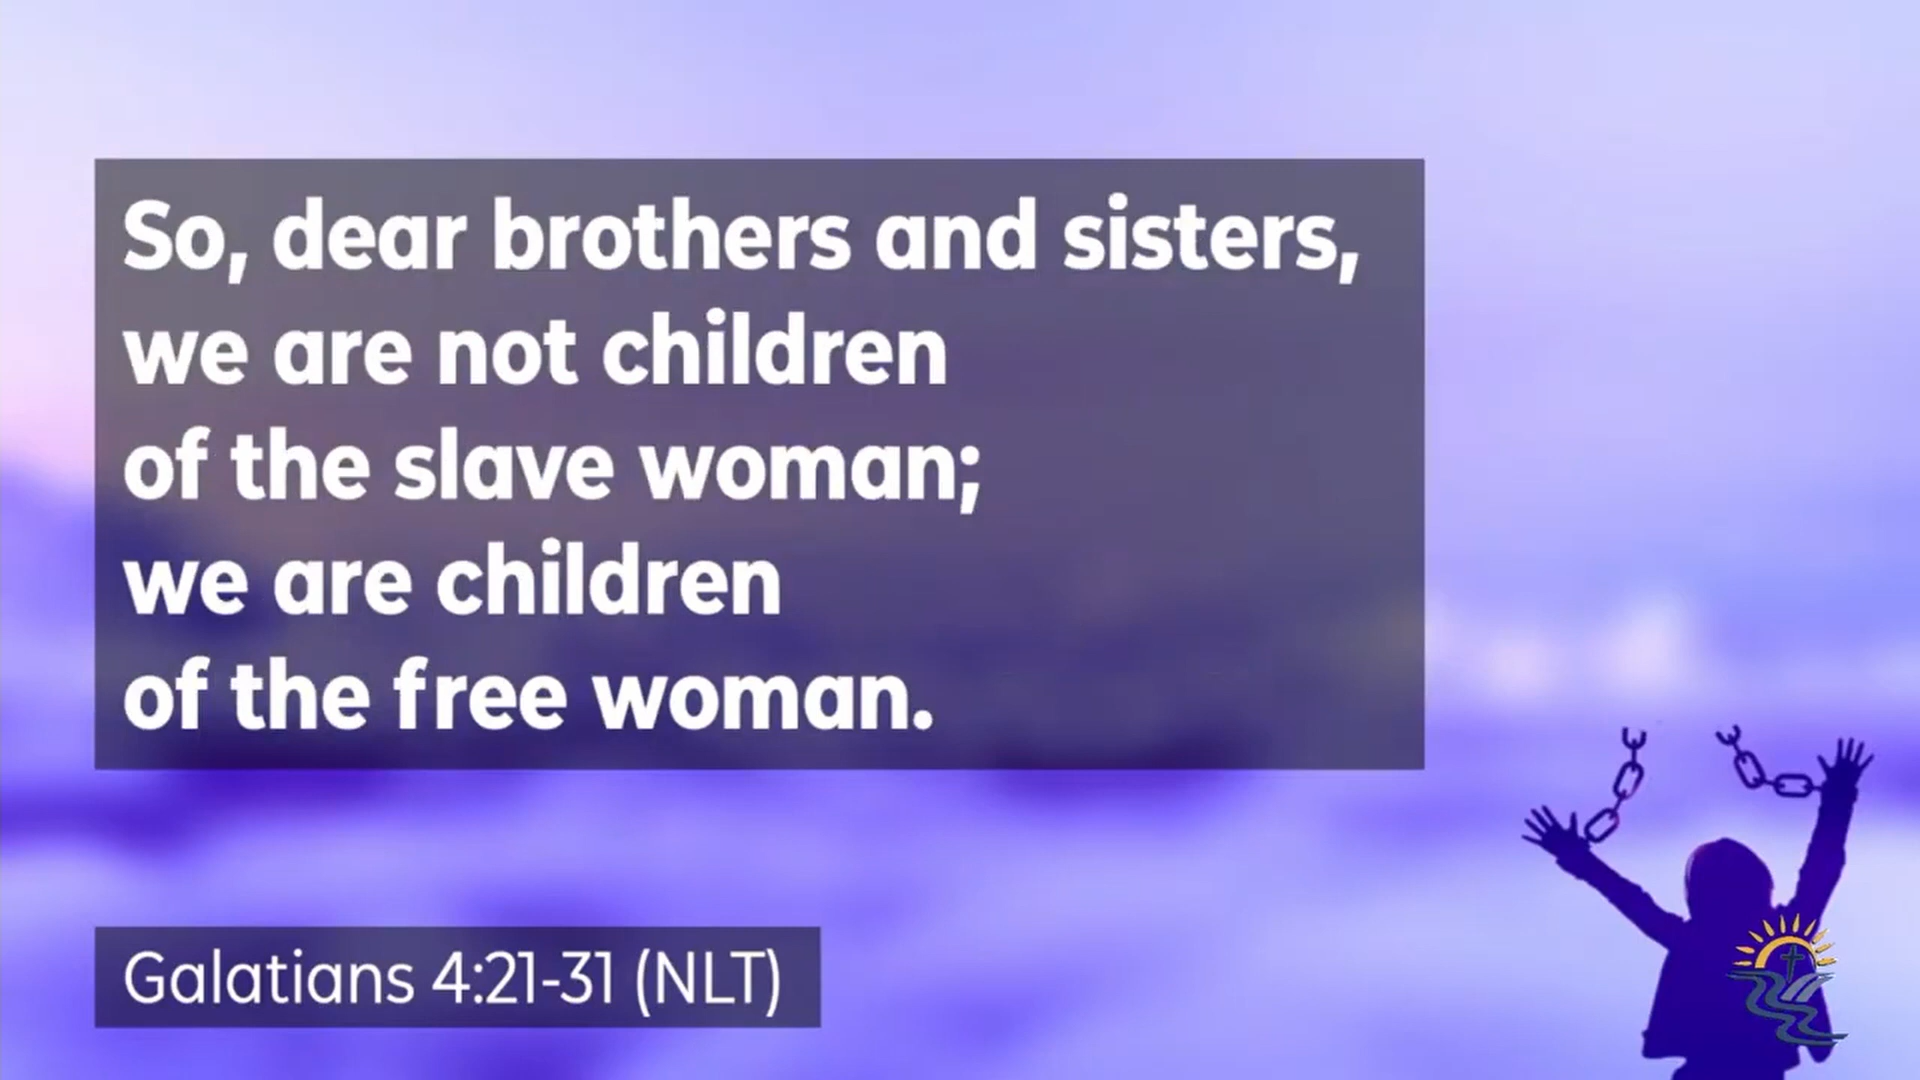 So, dear brothers and sisters,
we are not children
of the slave woman;
we are children
of the free woman.
Galatians 4:21-31 (NLT)